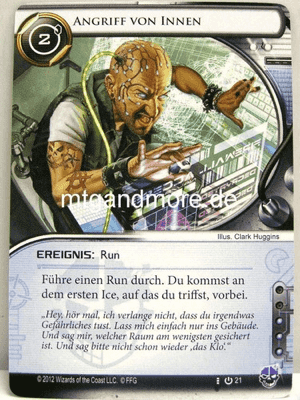 Angriff von Innen
2
mtgandmore.de
Illus. Clark Huggins
EREIGNIS: Run
Führe einen Run durch. Du kommst an
dem ersten Ice, auf das du triffst, vorbei.
„Hey, hör mal, ich verlange nicht, dass du irgendwas
Gefährliches tust. Lass mich einfach nur ins Gebäude.
Und sag mir, welcher Raum am wenigsten gesichert
ist. Und sag bitte nicht schon wieder ‚das Klo‘.“
© 2012 Wizards of the Coast LLC. © FFG
21